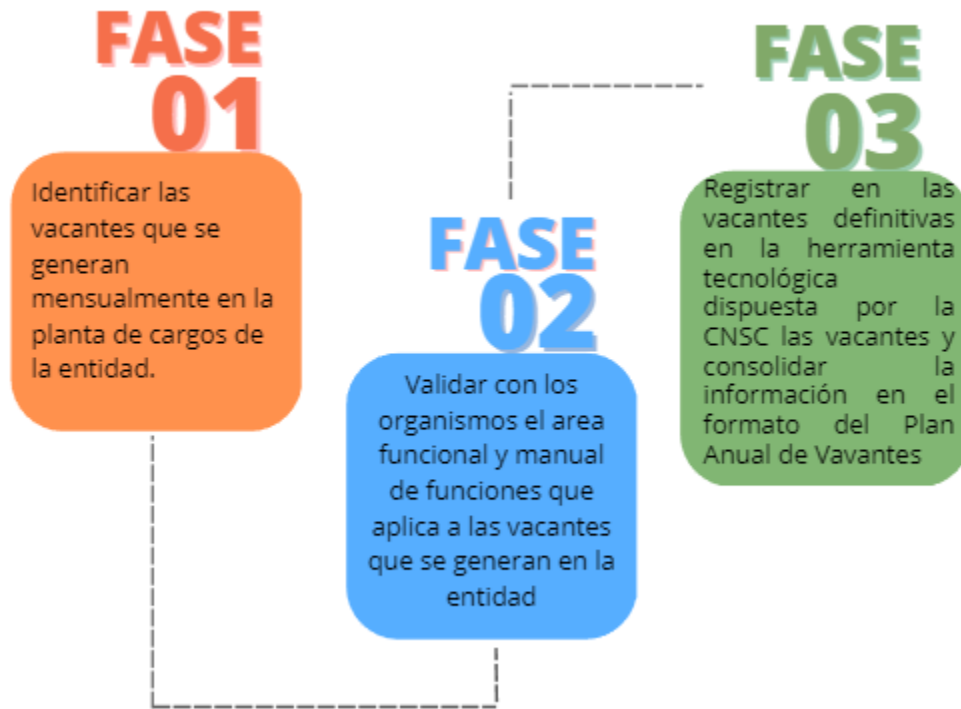 FASE
01
Identificar las
vacantes que se
generan
mensualmente en la
planta de cargos de
la entidad.
FASE
02
Validar con los
organismos el area
funcional y manual
de funciones que
aplica a las vacantes
que se generan en la
entidad
FASE
03
Registrar en las
vacantes definitivas
en la herramienta
tecnológica
dispuesta por la
CNSC las vacantes y
consolidar la
información en el
formato del Plan
Anual de Vavantes